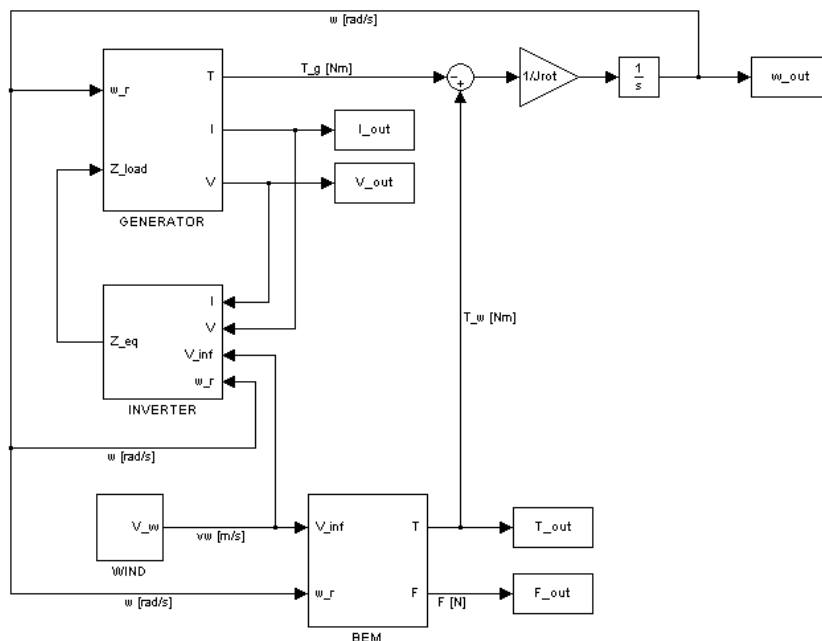 w [rad/s]
T
T_g [Nm]
-
+
1/Jrot
1
s
w_out
w_r
I
I_out
Z_load
V
V_out
GENERATOR
I
V
Z_eq
V_inf
w_r
T_w [Nm]
INVERTER
w [rad/s]
V_w
vw [m/s]
V_inf
T
T_out
WIND
w_r
F
F [N]
F_out
w [rad/s]
BEM